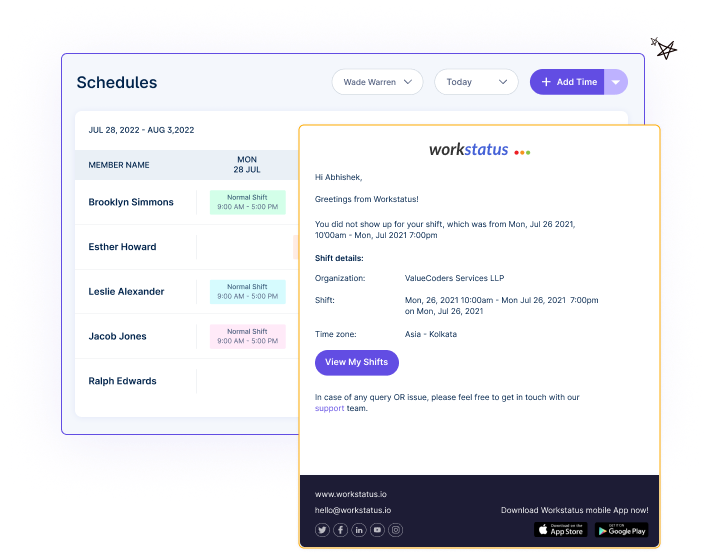 Schedules
Wade Warren
Today
+ Add Time
JUL 28, 2022 - AUG 3,2022
MEMBER NAME
MON
28 JUL
Brooklyn Simmons
Normal Shift
9:00 AM - 5:00 PM
Esther Howard
Leslie Alexander
Normal Shift
9:00 AM - 5:00 PM
Jacob Jones
Normal Shift
9:00 AM - 5:00 PM
Ralph Edwards
workstatus
Hi Abhishek,
Greetings from Workstatus!
You did not show up for your shift, which was from Mon, Jul 26 2021,
10'00am - Mon, Jul 2021 7:00pm
Shift details:
Organization: ValueCoders Services LLP
Shift: Mon, 26, 2021 10:00am - Mon Jul 26, 2021 7:00pm
on Mon, Jul 26, 2021
Time zone: Asia - Kolkata
View My Shifts
In case of any query OR issue, please feel free to get in touch with our
support team.
www.workstatus.io
hello@workstatus.io
Download Workstatus mobile App now!
Download on the
App Store
GET IT ON
Google Play